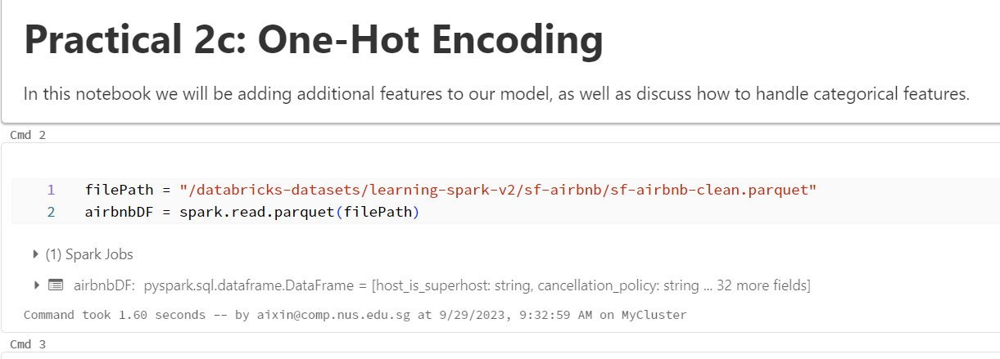 Practical 2c: One-Hot Encoding
In this notebook we will be adding additional features to our model, as well as discuss how to handle categorical features.
Cmd 2
1 filePath = "/databricks-datasets/learning-spark-v2/sf-airbnb/sf-airbnb-clean.parquet"
2 airbnbDF = spark.read.parquet(filePath)
(1) Spark Jobs
airbnbDF: pyspark.sql.dataframe.DataFrame = [host_is_superhost: string, cancellation_policy: string ... 32 more fields]
Command took 1.60 seconds -- by aixin@comp.nus.edu.sg at 9/29/2023, 9:32:59 AM on MyCluster
Cmd 3